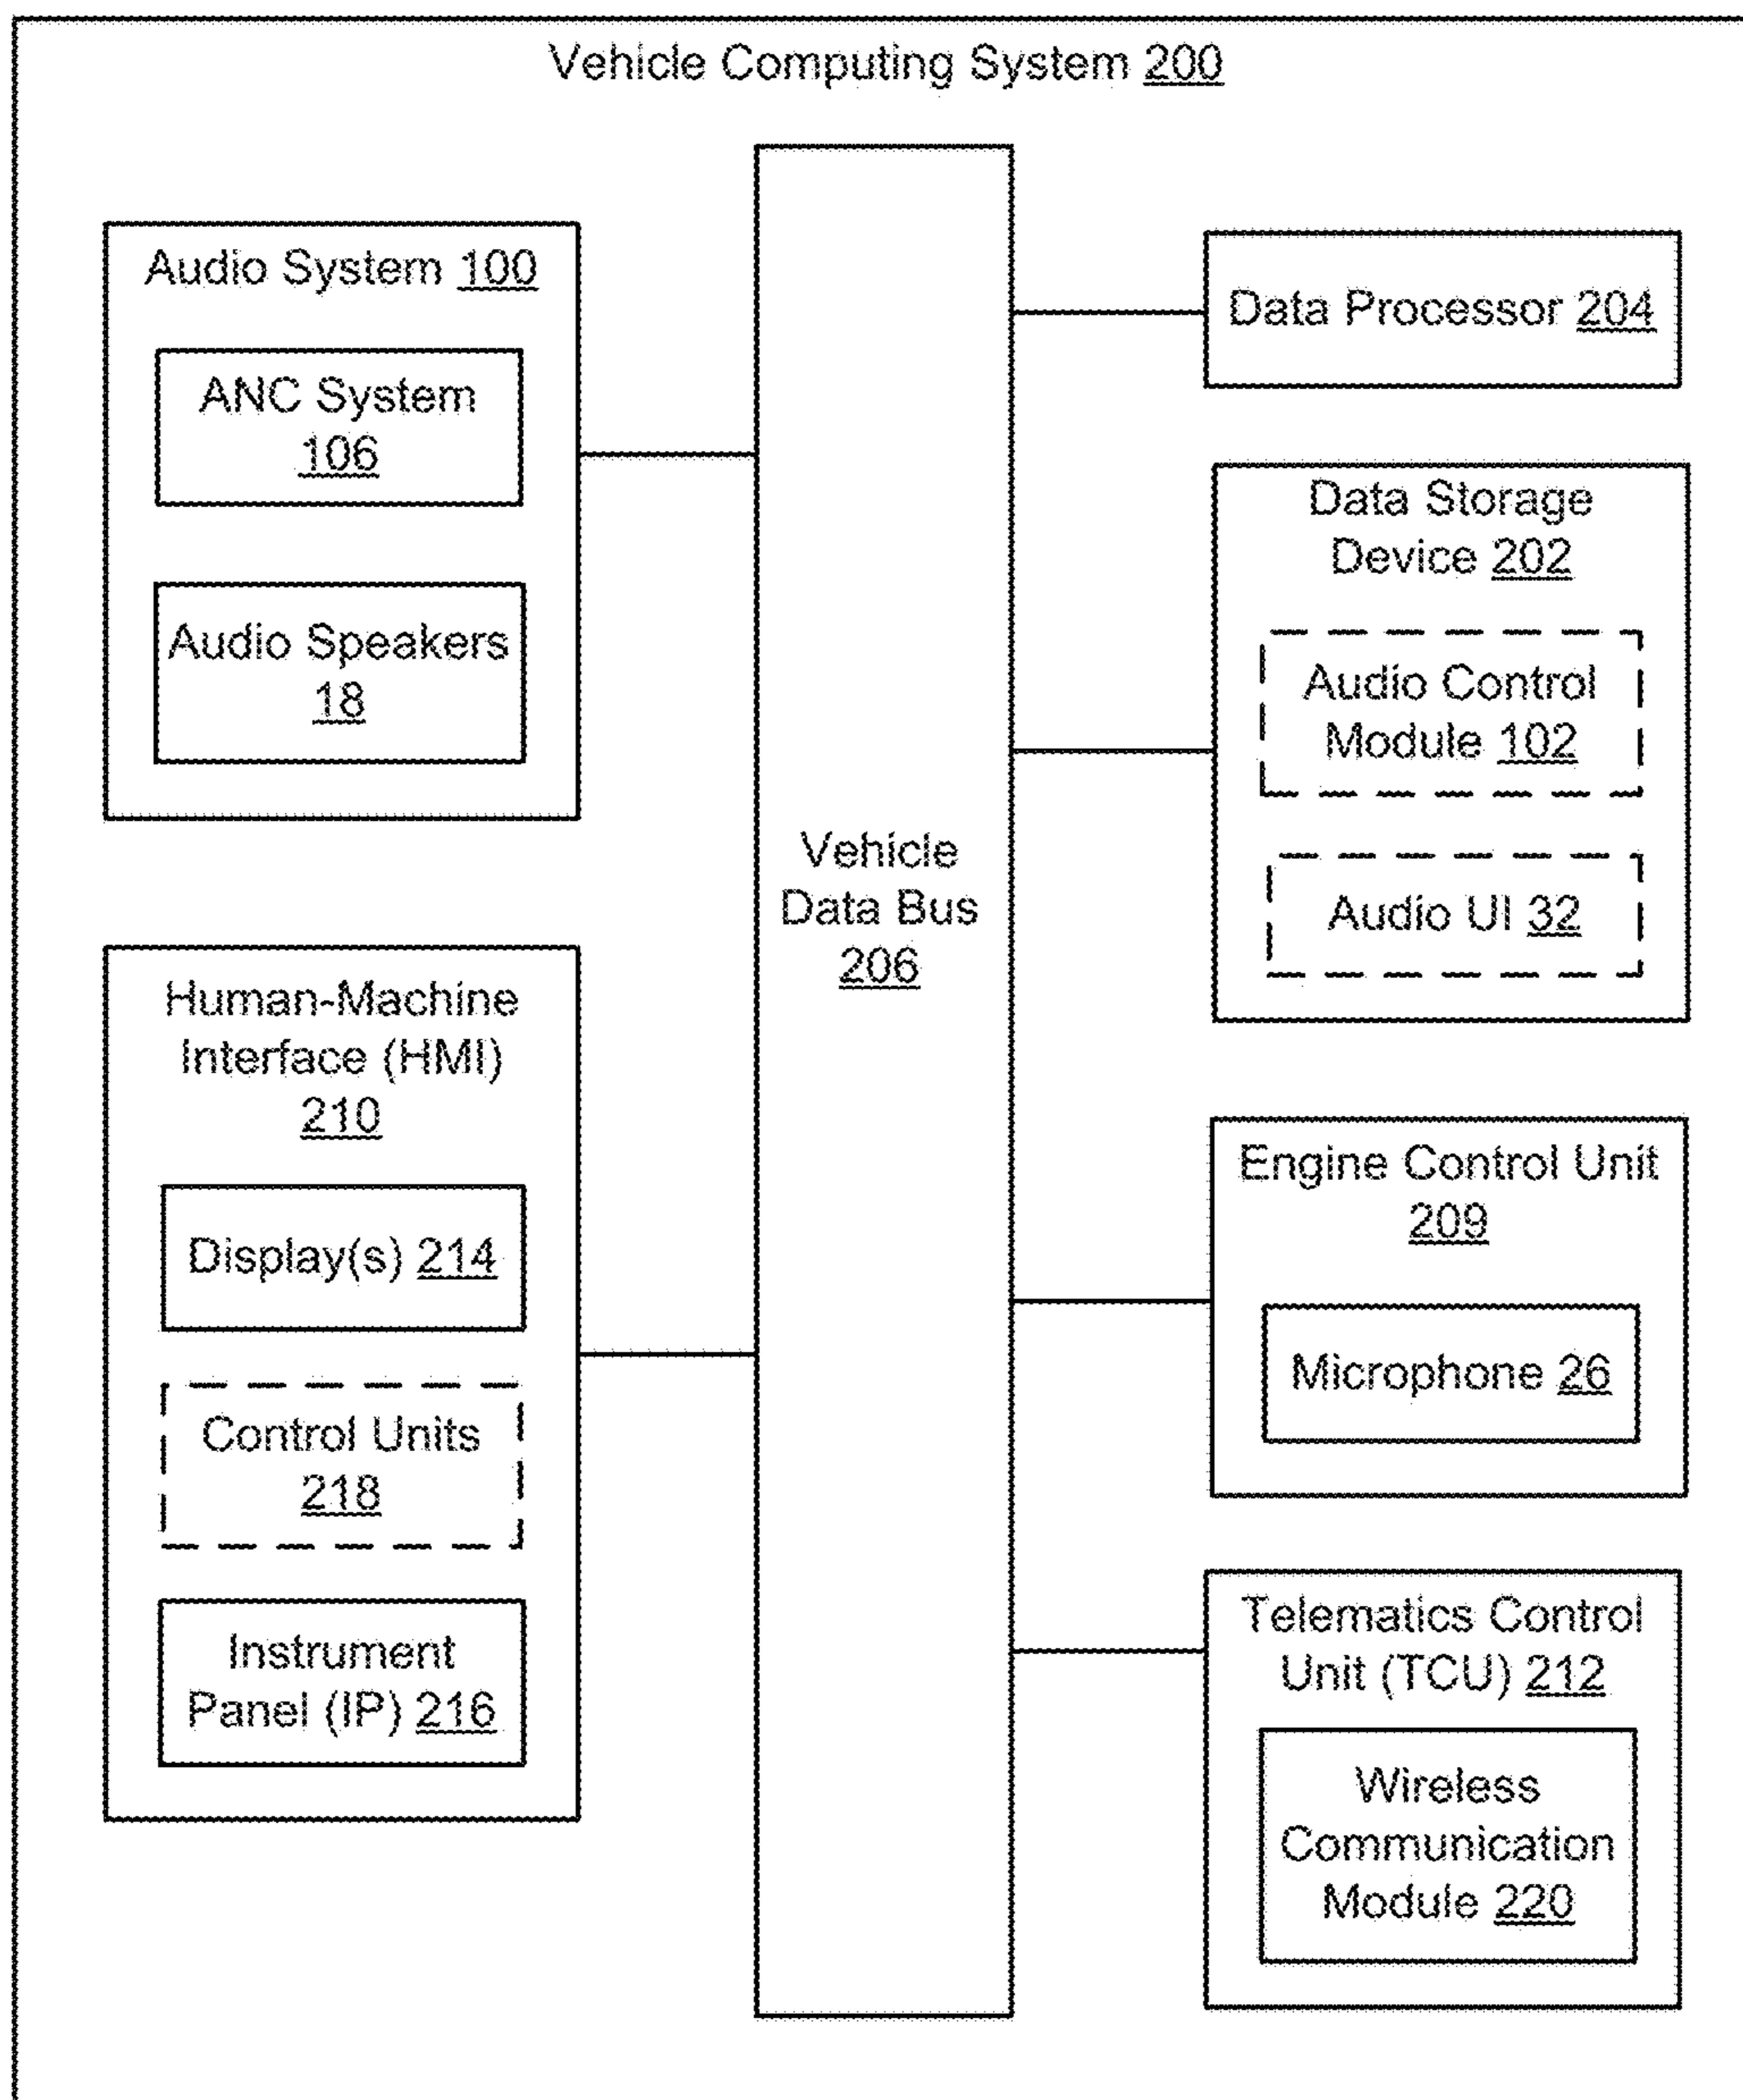 Vehicle Computing System 200
Audio System 100
ANC System
106
Audio Speakers
18
Human-Machine
Interface (HMI)
210
Display(s) 214
Control Units
218
Instrument
Panel (IP) 216
Vehicle
Data Bus
206
Data Processor 204
Data Storage
Device 202
Audio Control
Module 102
Audio UI 32
Engine Control Unit
209
Microphone 26
Telematics Control
Unit (TCU) 212
Wireless
Communication
Module 220